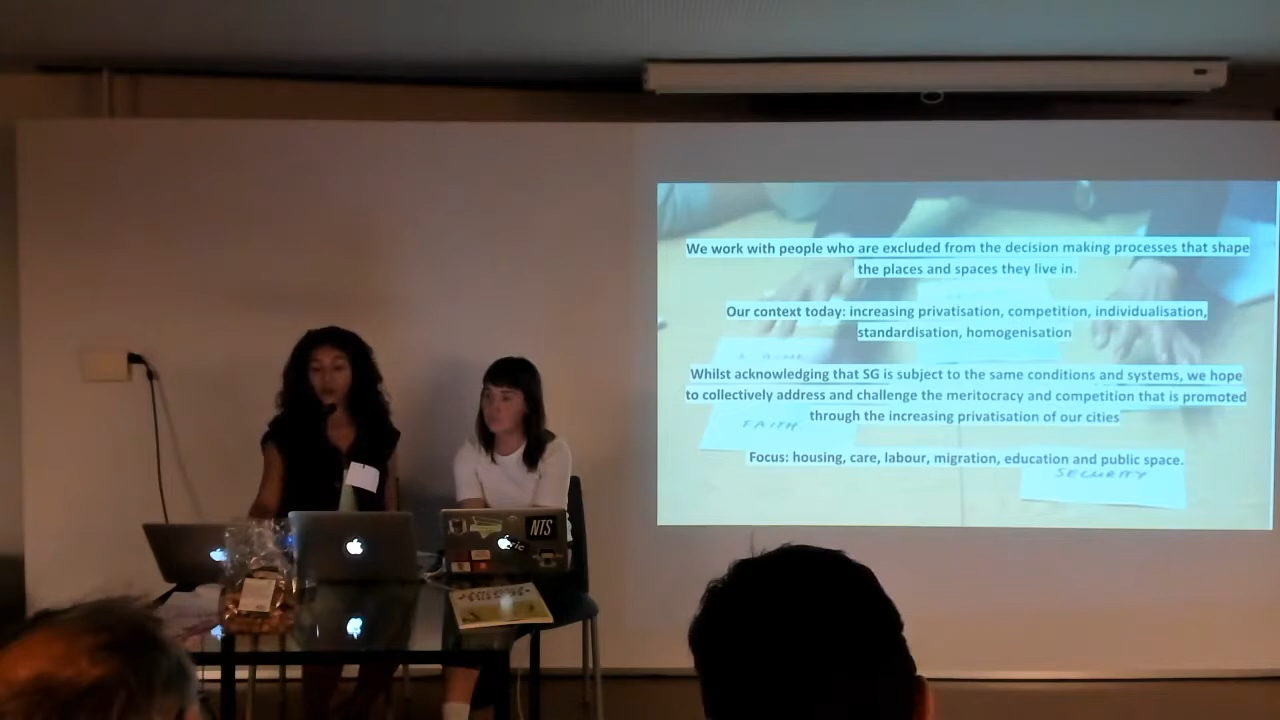 We work with people who are excluded from the decision making processes that shape
the places and spaces they live in.
Our context today: increasing privatisation, competition, individualisation,
standardisation, homogenisation
Whilst acknowledging that SG is subject to the same conditions and systems, we hope
to collectively address and challenge the meritocracy and competition that is promoted
through the increasing privatisation of our cities
FAITH
Focus: housing, care, labour, migration, education and public space.
SECURITY
NTS